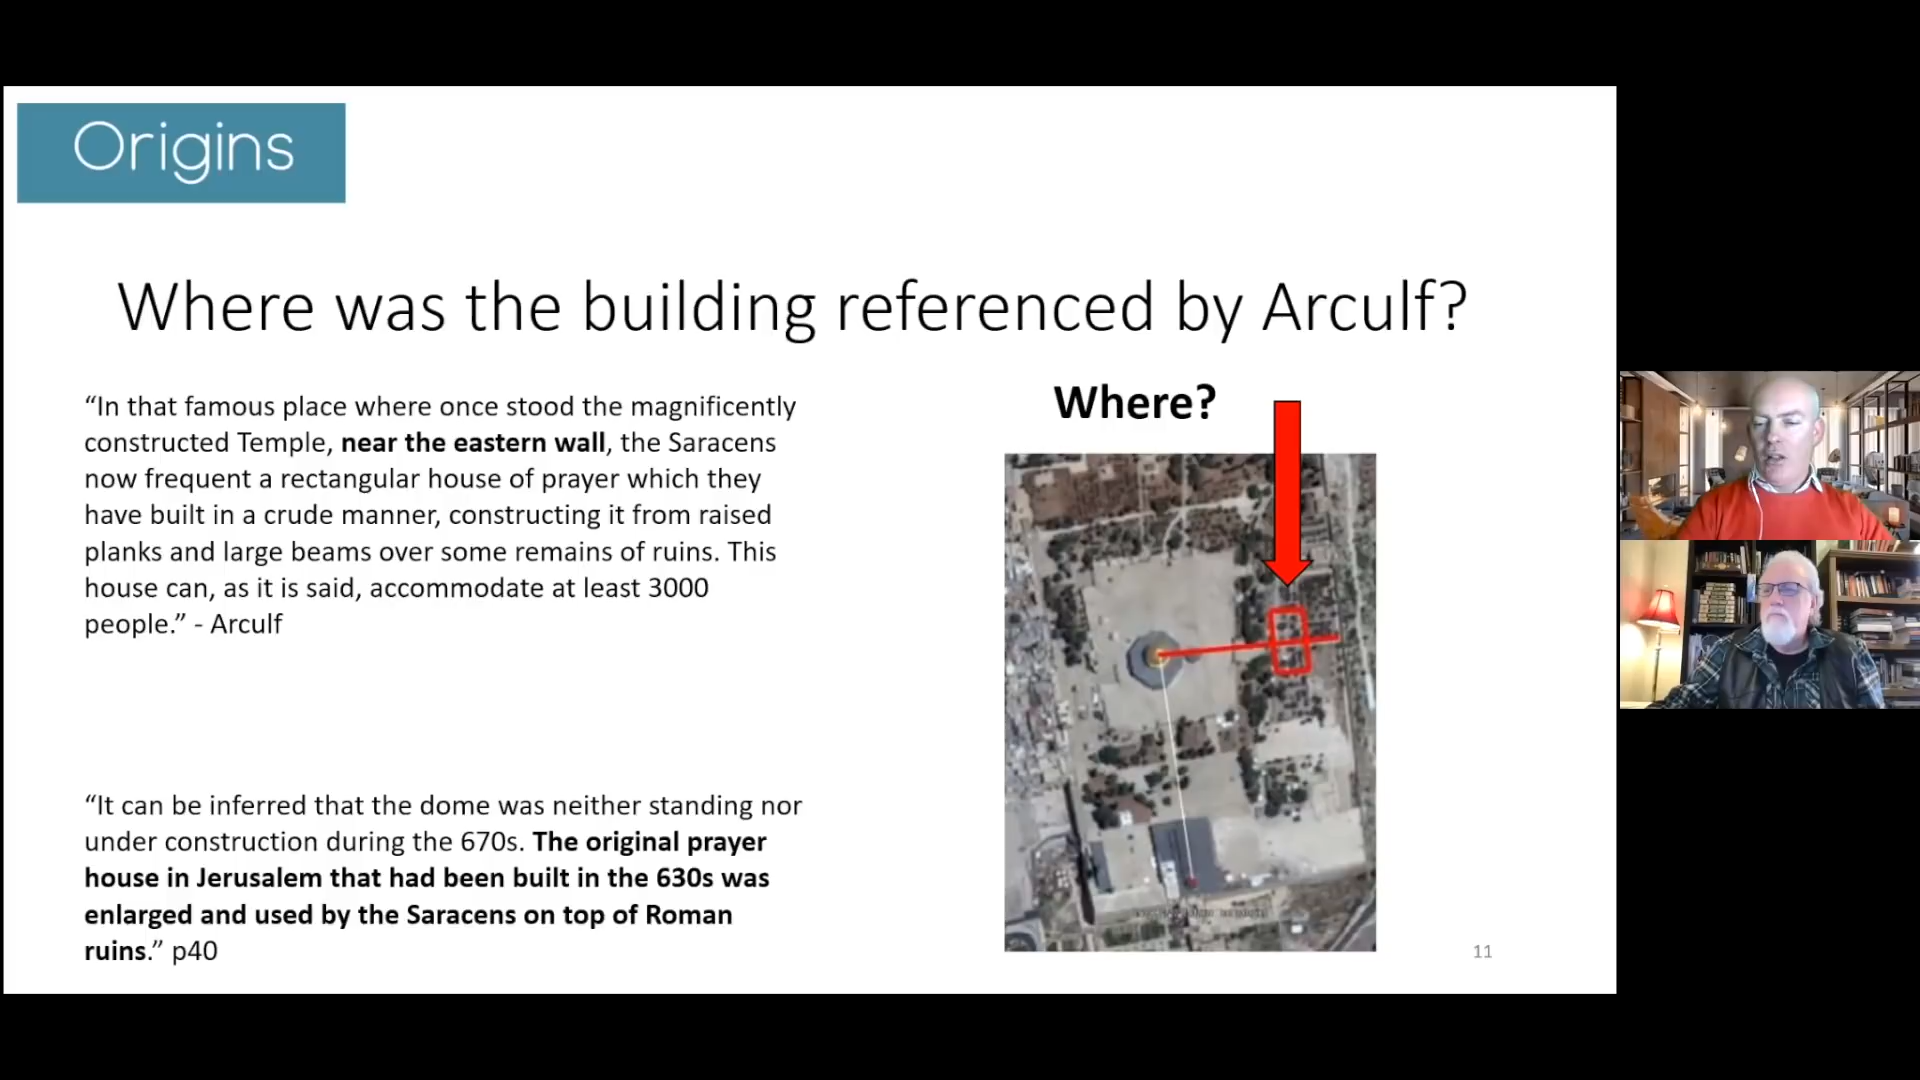 Origins
Where was the building referenced by Arculf?
“In that famous place where once stood the magnificently
constructed Temple, near the eastern wall, the Saracens
now frequent a rectangular house of prayer which they
have built in a crude manner, constructing it from raised
planks and large beams over some remains of ruins. This
house can, as it is said, accommodate at least 3000
people.” - Arculf
“It can be inferred that the dome was neither standing nor
under construction during the 670s. The original prayer
house in Jerusalem that had been built in the 630s was
enlarged and used by the Saracens on top of Roman
ruins.” p40
Where?
11